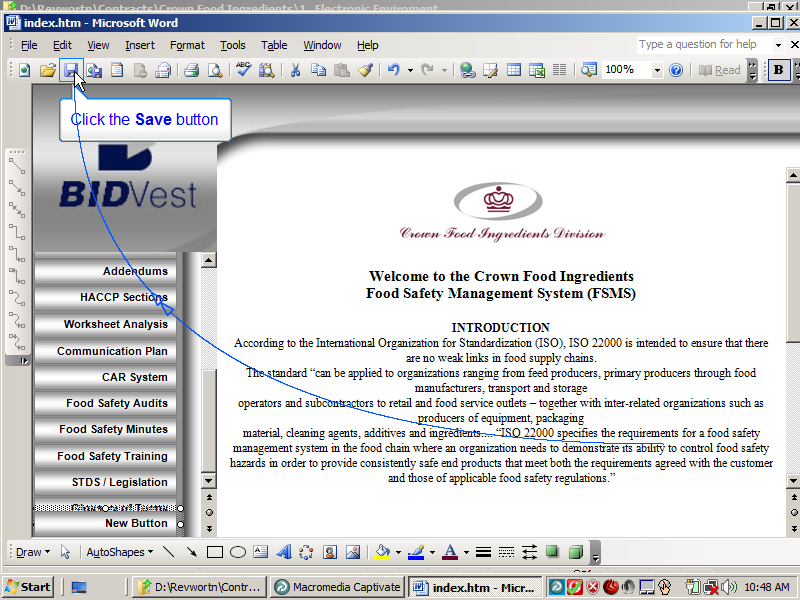 D:\Revwortn\Contracts\Crown Food Ingredients\1 Electronic Enviroment
index.htm - Microsoft Word
File Edit View Insert Format Tools Table Window Help
Type a question for help
100%
Read
B
Click the Save button
BIDVest
Crown Food Ingredients Division
Addendums
HACCP Sections
Worksheet Analysis
Communication Plan
CAR System
Food Safety Audits
Food Safety Minutes
Food Safety Training
STDS / Legislation
New Button
Welcome to the Crown Food Ingredients
Food Safety Management System (FSMS)
INTRODUCTION
According to the International Organization for Standardization (ISO), ISO 22000 is intended to ensure that there
are no weak links in food supply chains.
The standard “can be applied to organizations ranging from feed producers, primary producers through food
manufacturers, transport and storage
operators and subcontractors to retail and food service outlets – together with inter-related organizations such as
producers of equipment, packaging
material, cleaning agents, additives and ingredients....“ISO 22000 specifies the requirements for a food safety
management system in the food chain where an organization needs to demonstrate its ability to control food safety
hazards in order to provide consistently safe end products that meet both the requirements agreed with the customer
and those of applicable food safety regulations.”
Draw AutoShapes
Start
D:\Revwortn\Contr...
Macromedia Captivate
index.htm - Micr...
10:48 AM